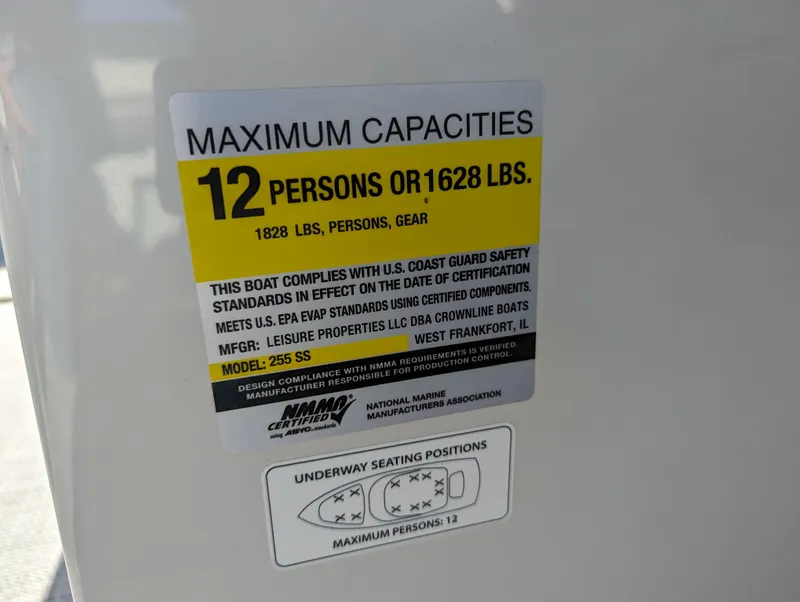 MAXIMUM CAPACITIES
12 PERSONS OR 1628 LBS.
1828 LBS, PERSONS, GEAR
THIS BOAT COMPLIES WITH U.S. COAST GUARD SAFETY
STANDARDS IN EFFECT ON THE DATE OF CERTIFICATION
MEETS U.S. EPA EVAP STANDARDS USING CERTIFIED COMPONENTS.
MFGR: LEISURE PROPERTIES LLC DBA CROWNLINE BOATS
WEST FRANKFORT, IL
MODEL: 255 SS
DESIGN COMPLIANCE WITH NMMA REQUIREMENTS IS VERIFIED.
MANUFACTURER RESPONSIBLE FOR PRODUCTION CONTROL.
NMMA®
CERTIFIED
using ABYC standards
NATIONAL MARINE
MANUFACTURERS ASSOCIATION
UNDERWAY SEATING POSITIONS
MAXIMUM PERSONS: 12